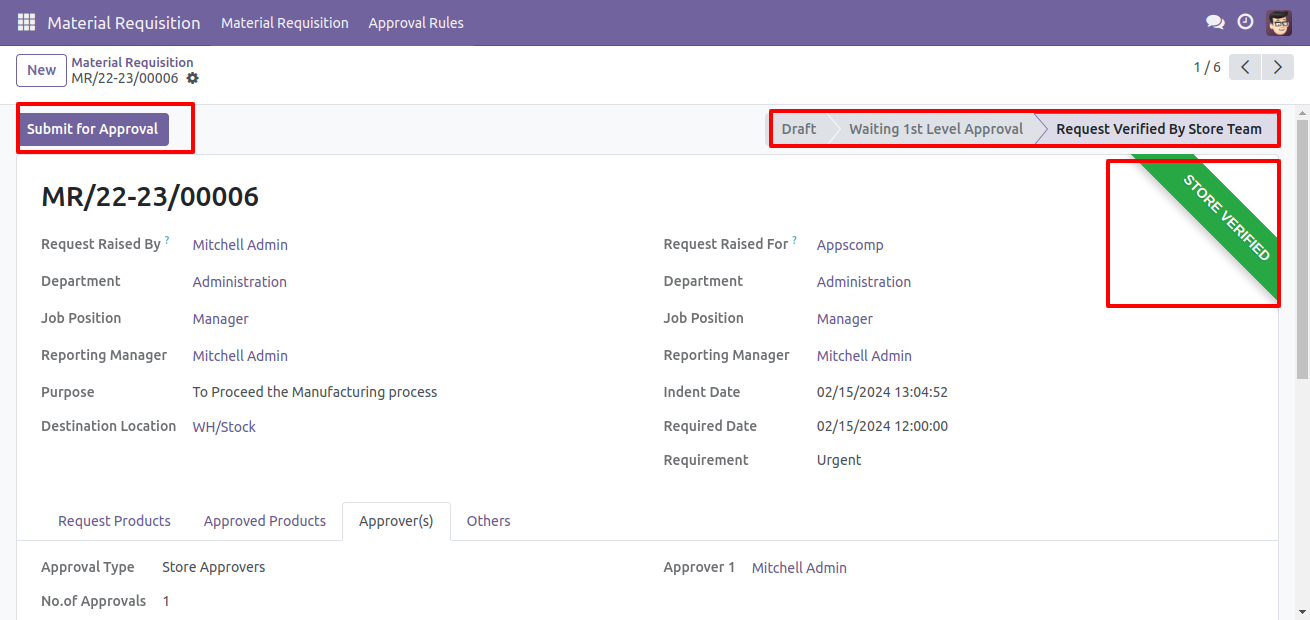 Material Requisition Material Requisition Approval Rules
New Material Requisition
MR/22-23/00006
1 / 6
Submit for Approval
Draft Waiting 1st Level Approval Request Verified By Store Team
STORE VERIFIED
MR/22-23/00006
Request Raised By ? Mitchell Admin Request Raised For ? Appscomp
Department Administration Department Administration
Job Position Manager Job Position Manager
Reporting Manager Mitchell Admin Reporting Manager Mitchell Admin
Purpose To Proceed the Manufacturing process Indent Date 02/15/2024 13:04:52
Destination Location WH/Stock Required Date 02/15/2024 12:00:00
Requirement Urgent
Request Products Approved Products Approver(s) Others
Approval Type Store Approvers Approver 1 Mitchell Admin
No.of Approvals 1